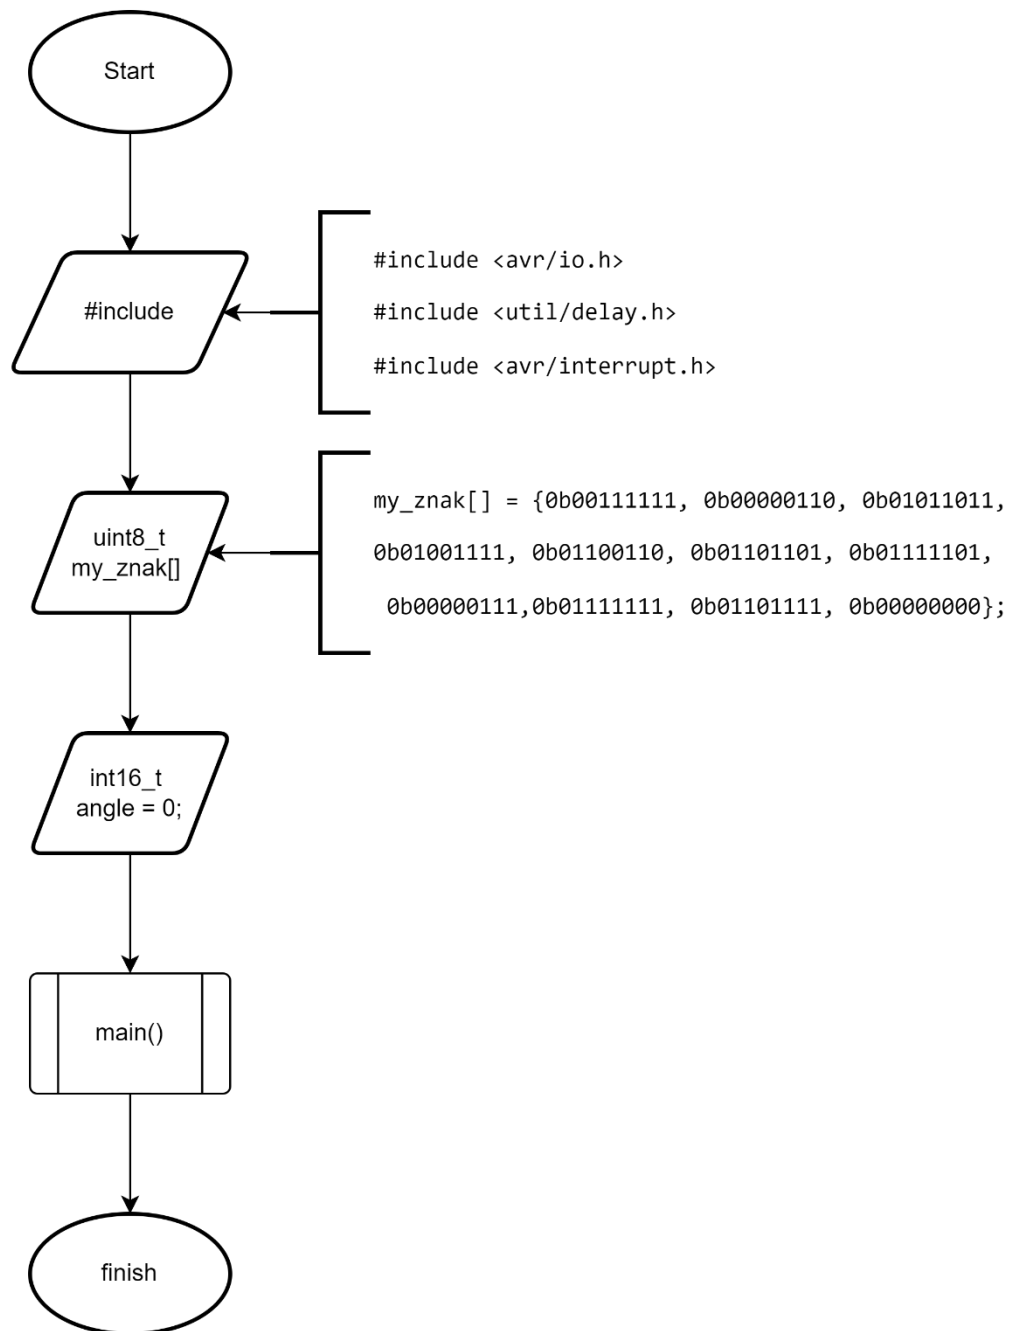 Start
#include
#include <avr/io.h>
#include <util/delay.h>
#include <avr/interrupt.h>
uint8_t
my_znak[]
my_znak[] = {0b00111111, 0b00000110, 0b01011011,
0b01001111, 0b01100110, 0b01101101, 0b01111101,
0b00000111,0b01111111, 0b01101111, 0b00000000};
int16_t
angle = 0;
main()
finish